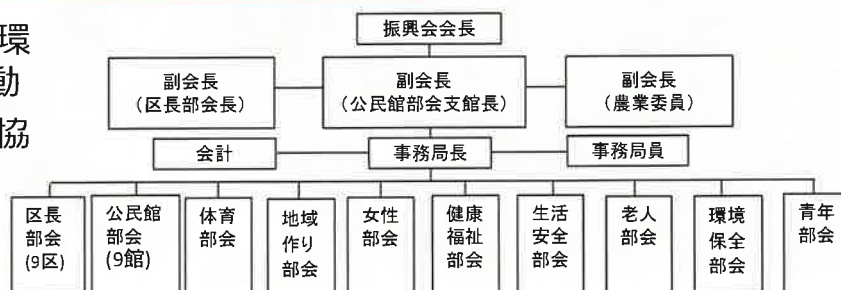 環
動
協
振興会会長
副会長
(区長部会長)
副会長
(公民館部会支館長)
副会長
(農業委員)
会計
事務局長
事務局員
区長
部会
(9区)
公民館
部会
(9館)
体育
部会
地域
作り
部会
女性
部会
健康
福祉
部会
生活
安全
部会
老人
部会
環境
保全
部会
青年
部会